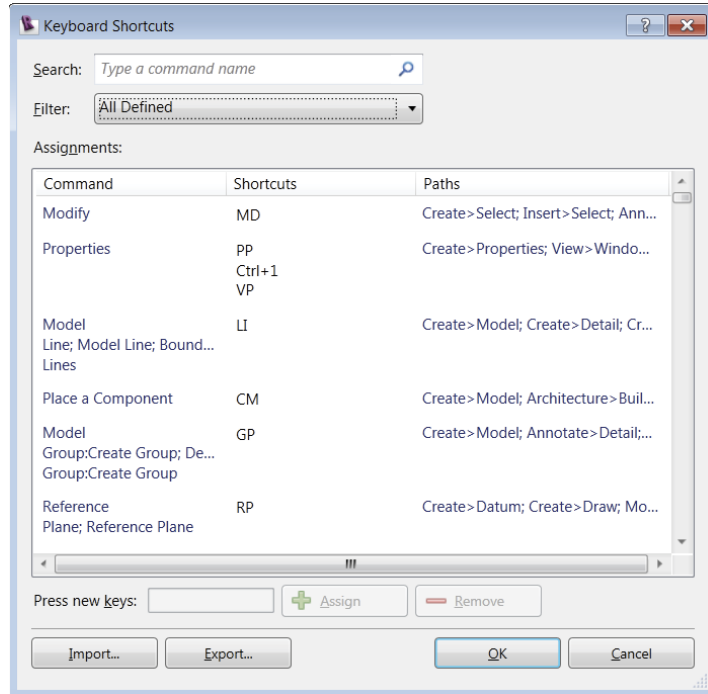 Keyboard Shortcuts
Search: Type a command name
Filter: All Defined
Assignments:
Command Shortcuts Paths
Modify MD Create>Select; Insert>Select; Ann...
Properties PP Create>Properties; View>Windo...
Ctrl+1
VP
Model LI Create>Model; Create>Detail; Cr...
Line; Model Line; Bound...
Lines
Place a Component CM Create>Model; Architecture>Buil...
Model GP Create>Model; Annotate>Detail;...
Group:Create Group; De...
Group:Create Group
Reference RP Create>Datum; Create>Draw; Mo...
Plane; Reference Plane
Press new keys: Assign Remove
Import... Export... OK Cancel